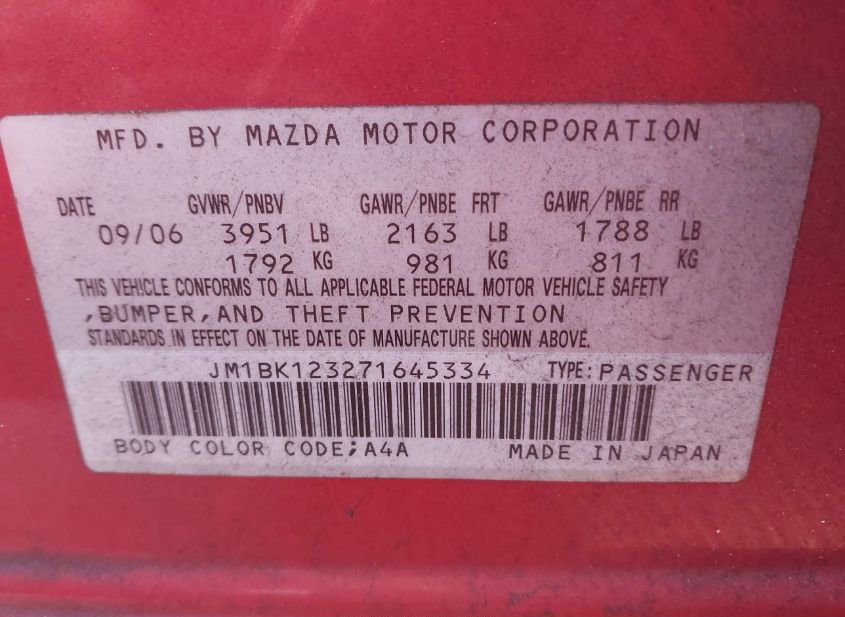 MFD. BY MAZDA MOTOR CORPORATION
DATE GVWR/PNBV GAWR/PNBE FRT GAWR/PNBE RR
09/06 3951 LB 2163 LB 1788 LB
1792 KG 981 KG 811 KG
THIS VEHICLE CONFORMS TO ALL APPLICABLE FEDERAL MOTOR VEHICLE SAFETY
,BUMPER,AND THEFT PREVENTION
STANDARDS IN EFFECT ON THE DATE OF MANUFACTURE SHOWN ABOVE.
JM1BK123271645334 TYPE:PASSENGER
BODY COLOR CODE;A4A MADE IN JAPAN